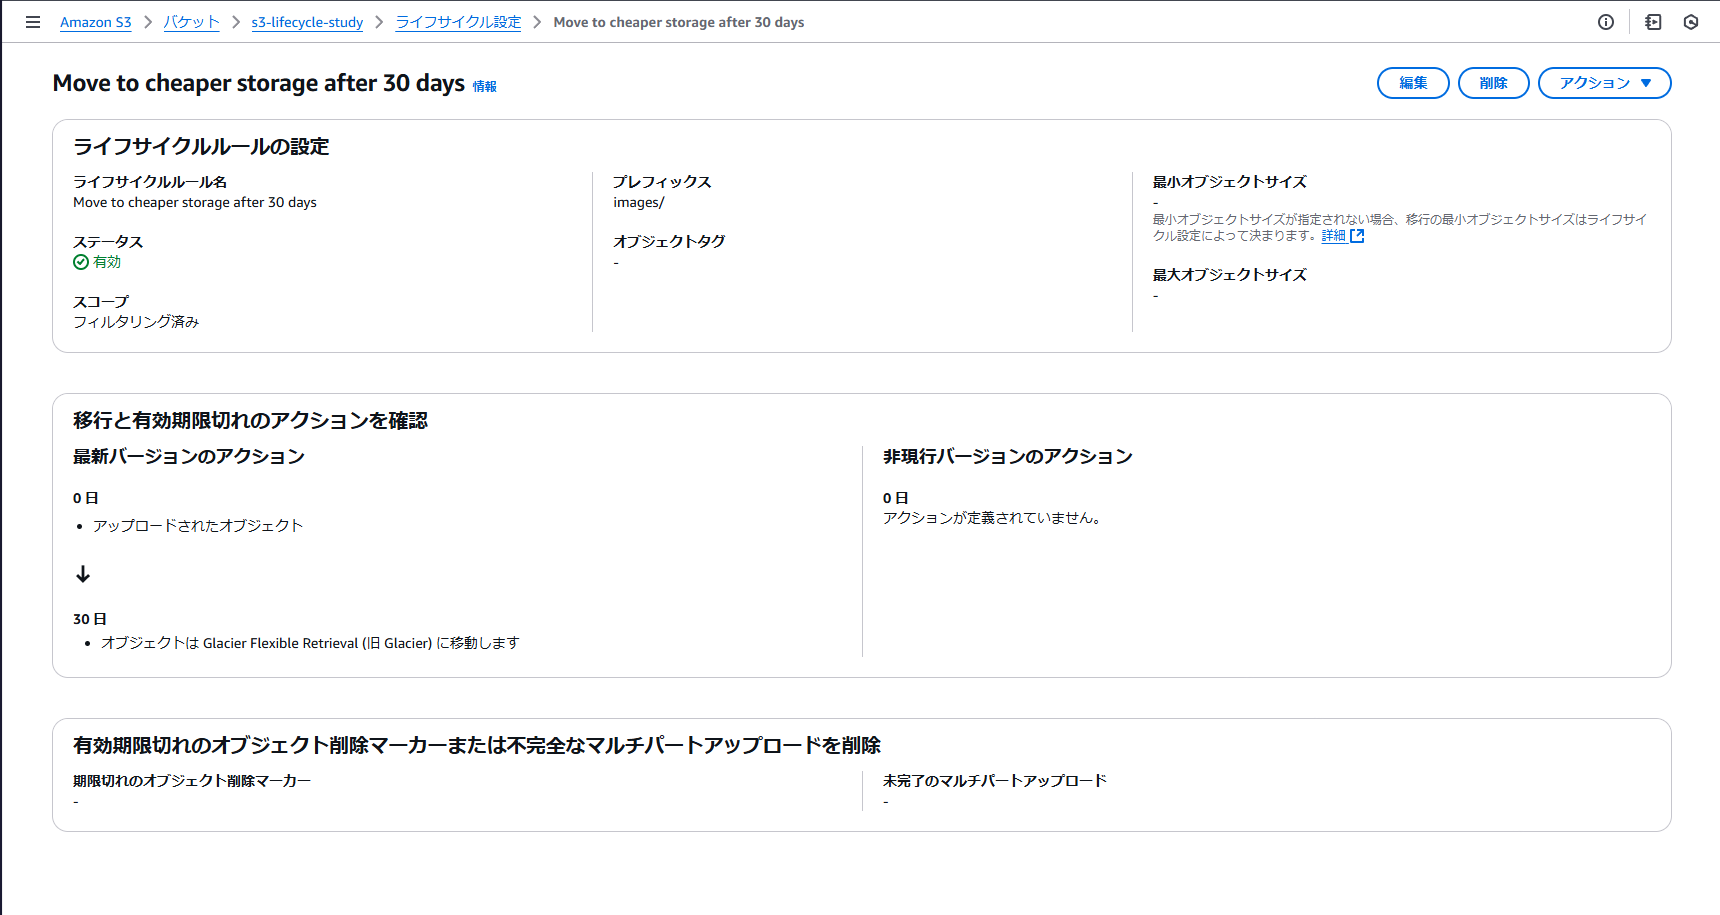 Amazon S3 > バケット > s3-lifecycle-study > ライフサイクル設定 > Move to cheaper storage after 30 days
Move to cheaper storage after 30 days 情報
編集 削除 アクション ▼
ライフサイクルルールの設定
ライフサイクルルール名
Move to cheaper storage after 30 days
ステータス
有効
スコープ
フィルタリング済み
プレフィックス
images/
オブジェクトタグ
-
最小オブジェクトサイズ
-
最小オブジェクトサイズが指定されない場合、移行の最小オブジェクトサイズはライフサイ
クル設定によって決まります。詳細
最大オブジェクトサイズ
-
移行と有効期限切れのアクションを確認
最新バージョンのアクション
0 日
• アップロードされたオブジェクト
↓
30 日
• オブジェクトは Glacier Flexible Retrieval (旧 Glacier) に移動します
非現行バージョンのアクション
0 日
アクションが定義されていません。
有効期限切れのオブジェクト削除マーカーまたは不完全なマルチパートアップロードを削除
期限切れのオブジェクト削除マーカー
-
未完了のマルチパートアップロード
-